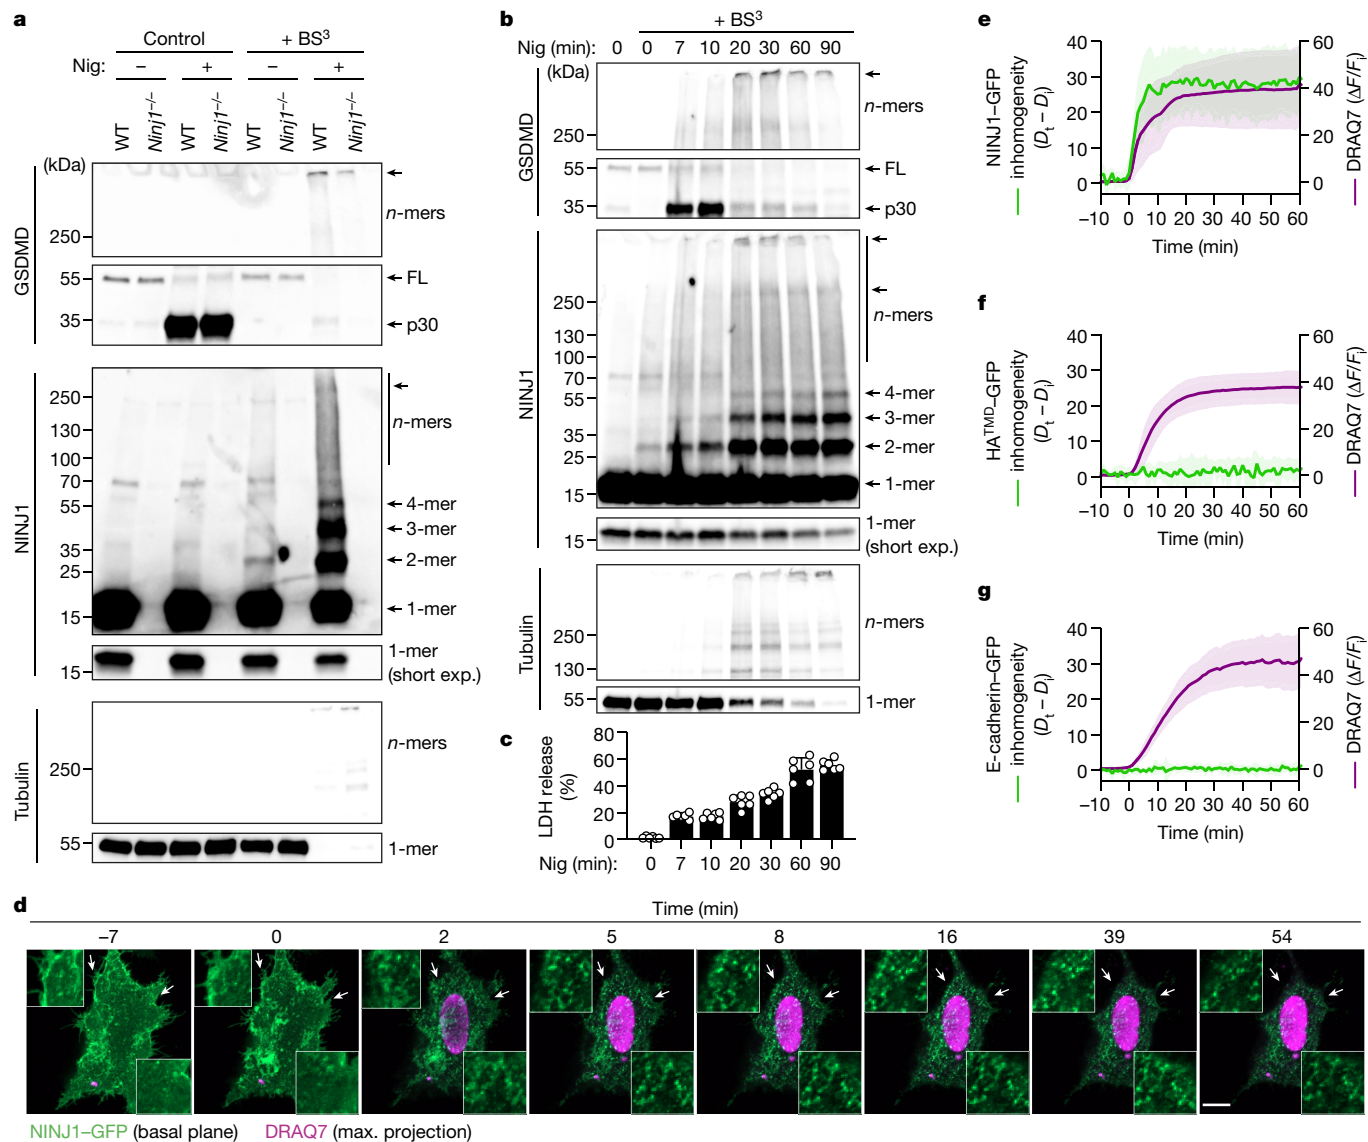 a
Control
+ BS3
Nig:
–
+
–
+
WT
Ninj1−/−
WT
Ninj1−/−
WT
Ninj1−/−
WT
Ninj1−/−
(kDa)
GSDMD
250
n-mers
55
FL
35
p30
NINJ1
250
130
100
70
55
35
25
15
n-mers
4-mer
3-mer
2-mer
1-mer
15
1-mer
(short exp.)
Tubulin
250
n-mers
55
1-mer
b
+ BS3
Nig (min): 0 0 7 10 20 30 60 90
(kDa)
GSDMD
250
n-mers
55
FL
35
p30
NINJ1
250
130
100
70
55
35
25
15
n-mers
4-mer
3-mer
2-mer
1-mer
15
1-mer
(short exp.)
Tubulin
250
130
n-mers
55
1-mer
c
LDH release
(%)
80
60
40
20
0
Nig (min): 0 7 10 20 30 60 90
e
NINJ1–GFP
inhomogeneity
(Dt – Di)
40
30
20
10
0
60
40
20
0
DRAQ7 (ΔF/Fi)
−10 0 10 20 30 40 50 60
Time (min)
f
HATMD–GFP
inhomogeneity
(Dt – Di)
40
30
20
10
0
60
40
20
0
DRAQ7 (ΔF/Fi)
−10 0 10 20 30 40 50 60
Time (min)
g
E-cadherin–GFP
inhomogeneity
(Dt – Di)
40
30
20
10
0
60
40
20
0
DRAQ7 (ΔF/Fi)
−10 0 10 20 30 40 50 60
Time (min)
d
Time (min)
−7 0 2 5 8 16 39 54
NINJ1–GFP (basal plane) DRAQ7 (max. projection)